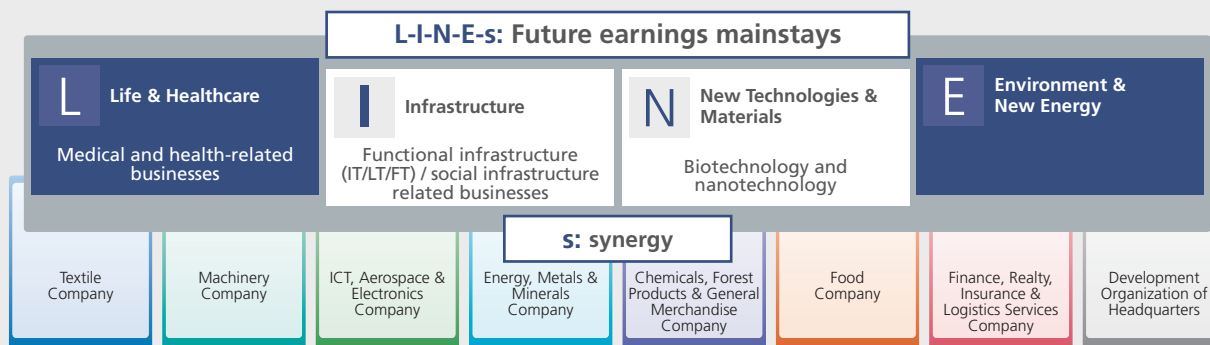 L-I-N-E-s: Future earnings mainstays
L
Life & Healthcare
Medical and health-related
businesses
I
Infrastructure
Functional infrastructure
(IT/LT/FT) / social infrastructure
related businesses
N
New Technologies &
Materials
Biotechnology and
nanotechnology
E
Environment &
New Energy
s: synergy
Textile
Company
Machinery
Company
ICT, Aerospace &
Electronics
Company
Energy, Metals &
Minerals
Company
Chemicals, Forest
Products & General
Merchandise
Company
Food
Company
Finance, Realty,
Insurance &
Logistics Services
Company
Development
Organization of
Headquarters